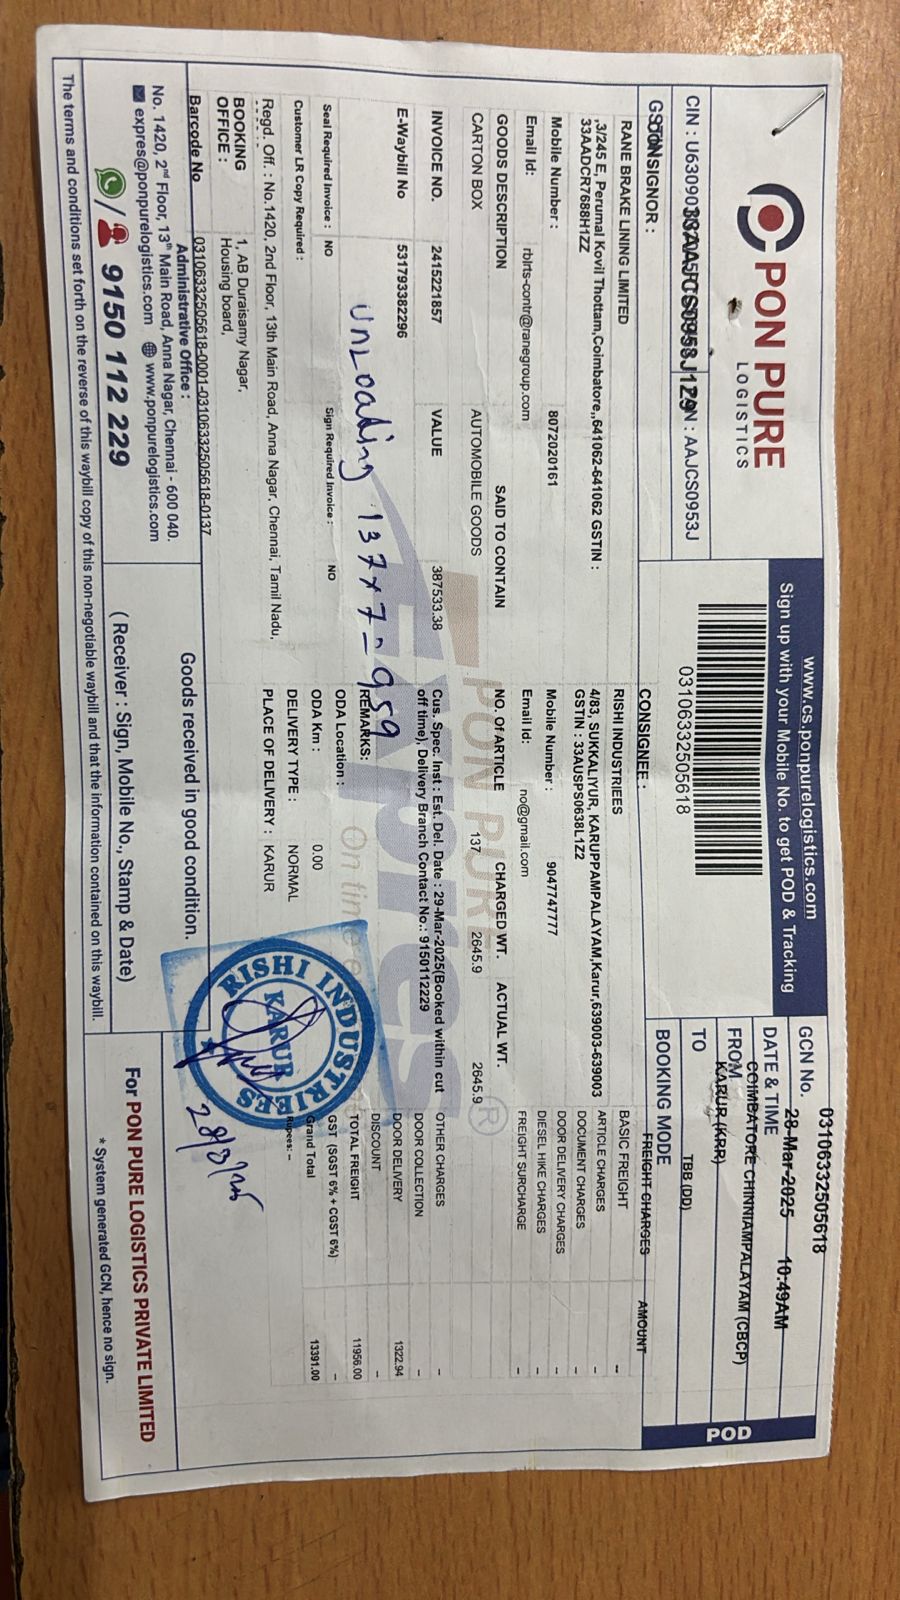 PON PURE
LOGISTICS
www.cs.ponpurelogistics.com
Sign up with your Mobile No. to get POD & Tracking
03106332505618
GCN No. 03106332505618
DATE & TIME 28-Mar-2025 10:49AM
FROM COIMBATORE CHINNIAMPALAYAM (CBCP)
TO KARUR (KRR)
BOOKING MODE TBB (DD)
POD
PAN : AAJCS0953J
CONSIGNOR :
RANE BRAKE LINING LIMITED
,3/245 E, Perumal Kovil Thottam,Coimbatore,,641062-641062 GSTIN :
33AADCR7688H1ZZ
Mobile Number : 8072020161
Email Id: rblrts-contr@ranegroup.com
CONSIGNEE :
RISHI INDUSTRIEES
4/83, SUKKALIYUR, KARUPPAMPALAYAM,Karur,639003-639003
GSTIN : 33AUSPS0638L1Z2
Mobile Number : 9047747777
Email Id: no@gmail.com
GOODS DESCRIPTION SAID TO CONTAIN NO. Of ARTICLE CHARGED WT. ACTUAL WT.
CARTON BOX AUTOMOBILE GOODS 137 2645.9 2645.9
INVOICE NO. 2415221857 VALUE 387533.38
E-Waybill No 531793382296
Cus. Spec. Inst : Est. Del. Date : 29-Mar-2025(Booked within cut
off time), Delivery Branch Contact No.: 9150112229
REMARKS:
Unloading 137x7=959
Seal Required Invoice : NO Sign Required Invoice : NO
Customer LR Copy Required :
ODA Location :
ODA Km : 0.00
DELIVERY TYPE : NORMAL
PLACE OF DELIVERY : KARUR
Regd. Off. : No.1420, 2nd Floor, 13th Main Road, Anna Nagar, Chennai, Tamil Nadu,
BOOKING OFFICE : 1, AB Duraisamy Nagar,
Housing board,
Barcode No 03106332505618-0001-03106332505618-0137
FREIGHT CHARGES AMOUNT
BASIC FREIGHT --
ARTICLE CHARGES -
DOCUMENT CHARGES -
DOOR DELIVERY CHARGES -
DIESEL HIKE CHARGES -
FREIGHT SURCHARGE -
OTHER CHARGES -
DOOR COLLECTION -
DOOR DELIVERY 1322.94
DISCOUNT -
TOTAL FREIGHT 11956.00
GST (SGST 6% + CGST 6%) -
Grand Total 13391.00
Rupees: --
PON PURE
Expries
On time
RISHI INDUSTRIEES
KARUR
28/3/25
Administrative Office :
No. 1420, 2nd Floor, 13th Main Road, Anna Nagar, Chennai - 600 040.
expres@ponpurelogistics.com www.ponpurelogistics.com
/ 9150 112 229
Goods received in good condition.
( Receiver : Sign, Mobile No., Stamp & Date)
For PON PURE LOGISTICS PRIVATE LIMITED
* System generated GCN, hence no sign.
The terms and conditions set forth on the reverse of this waybill copy of this non-negotiable waybill and that the information contained on this waybill.